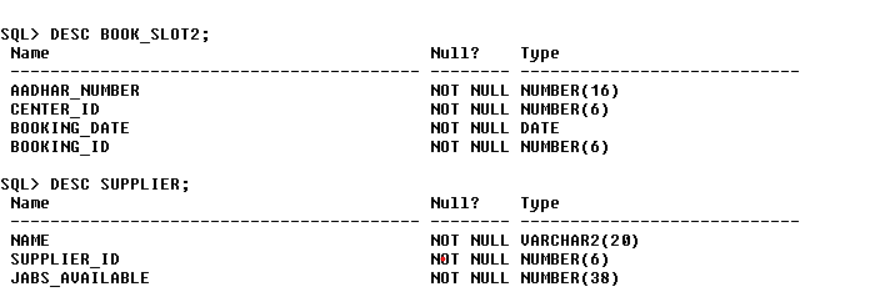 SQL> DESC BOOK_SLOT2;
Name Null? Type
----------------------------------------- -------- ----------------------------
AADHAR_NUMBER NOT NULL NUMBER(16)
CENTER_ID NOT NULL NUMBER(6)
BOOKING_DATE NOT NULL DATE
BOOKING_ID NOT NULL NUMBER(6)
SQL> DESC SUPPLIER;
Name Null? Type
----------------------------------------- -------- ----------------------------
NAME NOT NULL VARCHAR2(20)
SUPPLIER_ID NOT NULL NUMBER(6)
JABS_AVAILABLE NOT NULL NUMBER(38)